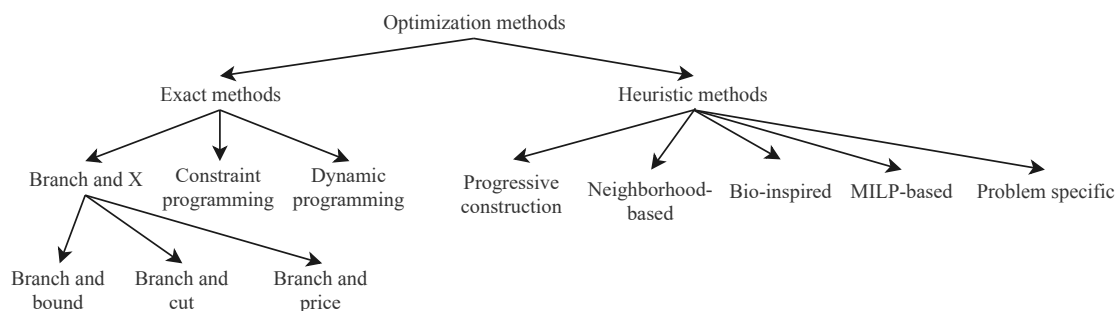 Optimization methods
Exact methods
Heuristic methods
Branch and X
Constraint
programming
Dynamic
programming
Progressive
construction
Neighborhood-
based
Bio-inspired
MILP-based
Problem specific
Branch and
bound
Branch and
cut
Branch and
price